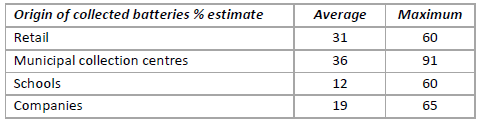 Origin of collected batteries % estimate Average Maximum
Retail 31 60
Municipal collection centres 36 91
Schools 12 60
Companies 19 65